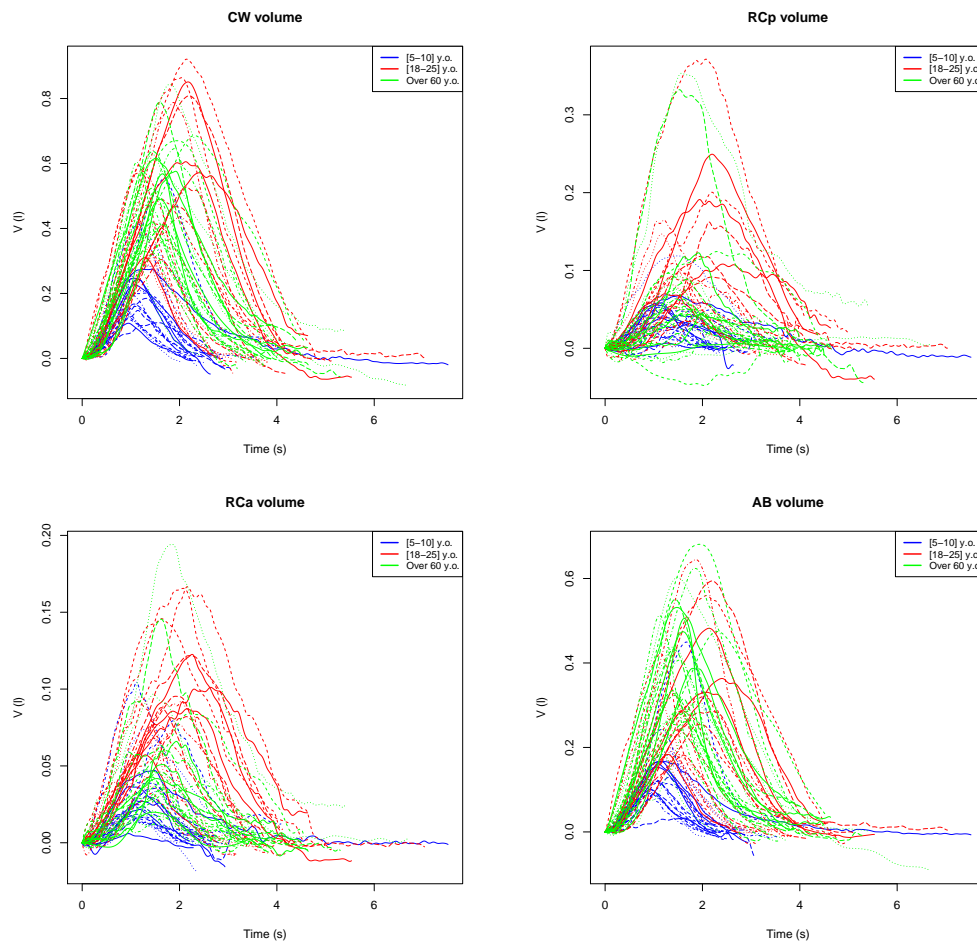 CW volume
[5–10] y.o.
[18–25] y.o.
Over 60 y.o.
V (l)
0.0 0.2 0.4 0.6 0.8
0 2 4 6
Time (s)
RCp volume
[5–10] y.o.
[18–25] y.o.
Over 60 y.o.
V (l)
0.0 0.1 0.2 0.3
0 2 4 6
Time (s)
RCa volume
[5–10] y.o.
[18–25] y.o.
Over 60 y.o.
V (l)
0.00 0.05 0.10 0.15 0.20
0 2 4 6
Time (s)
AB volume
[5–10] y.o.
[18–25] y.o.
Over 60 y.o.
V (l)
0.0 0.2 0.4 0.6
0 2 4 6
Time (s)